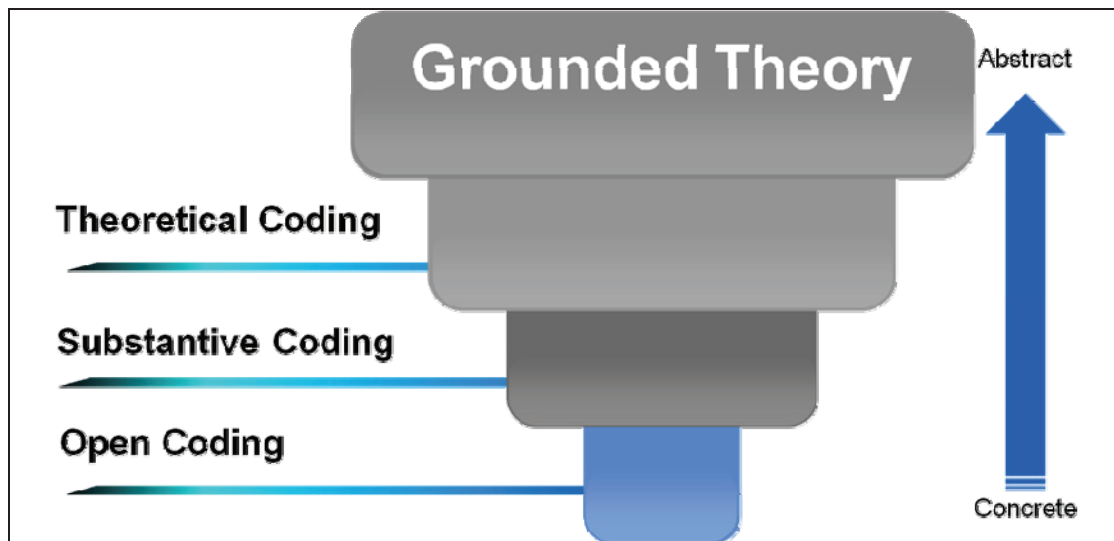 Grounded Theory
Abstract
Theoretical Coding
Substantive Coding
Open Coding
Concrete